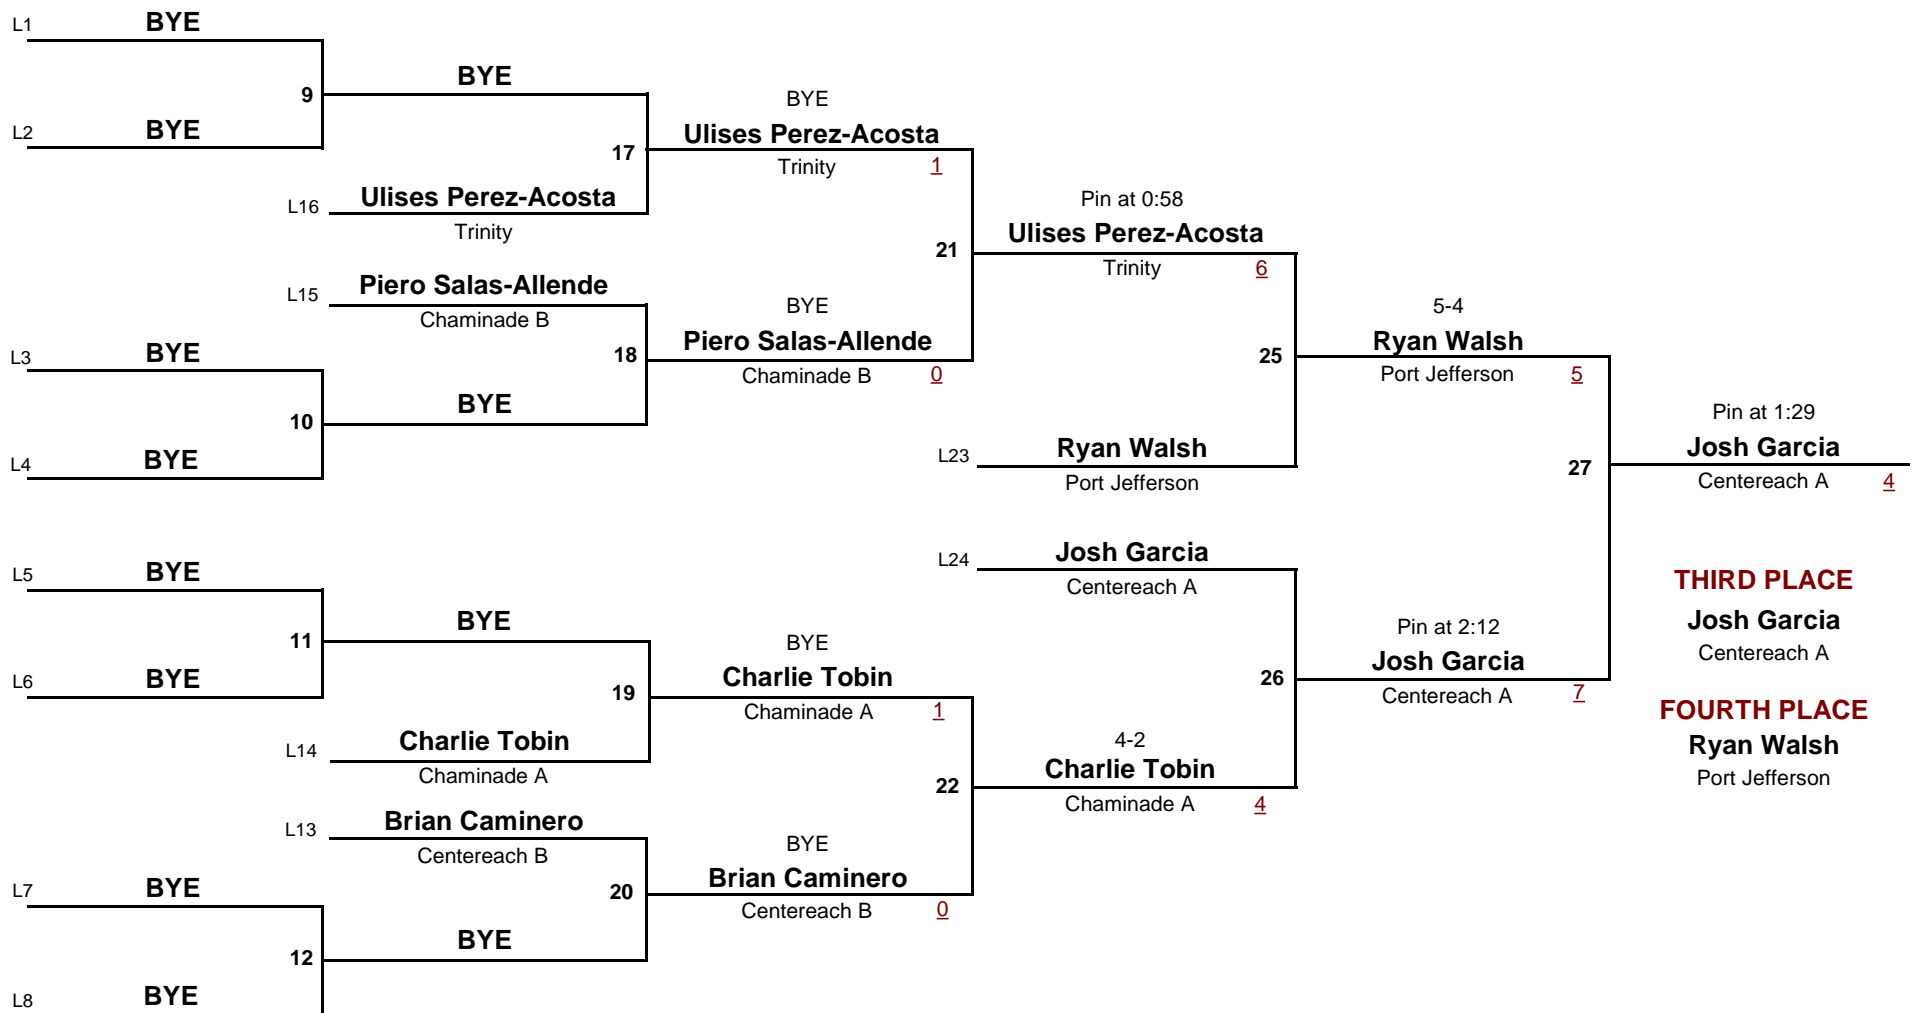 L1
BYE
9
BYE
L2
BYE
17
BYE
Ulises Perez-Acosta
Trinity
1
L16
Ulises Perez-Acosta
Trinity
21
Pin at 0:58
Ulises Perez-Acosta
Trinity
6
L15
Piero Salas-Allende
Chaminade B
18
BYE
Piero Salas-Allende
Chaminade B
0
L3
BYE
10
BYE
L4
BYE
25
5-4
Ryan Walsh
Port Jefferson
5
L23
Ryan Walsh
Port Jefferson
27
Pin at 1:29
Josh Garcia
Centereach A
4
L24
Josh Garcia
Centereach A
L5
BYE
11
BYE
L6
BYE
19
BYE
Charlie Tobin
Chaminade A
1
26
Pin at 2:12
Josh Garcia
Centereach A
7
THIRD PLACE
Josh Garcia
Centereach A
FOURTH PLACE
Ryan Walsh
Port Jefferson
L14
Charlie Tobin
Chaminade A
22
4-2
Charlie Tobin
Chaminade A
4
L13
Brian Caminero
Centereach B
20
BYE
Brian Caminero
Centereach B
0
L7
BYE
12
BYE
L8
BYE